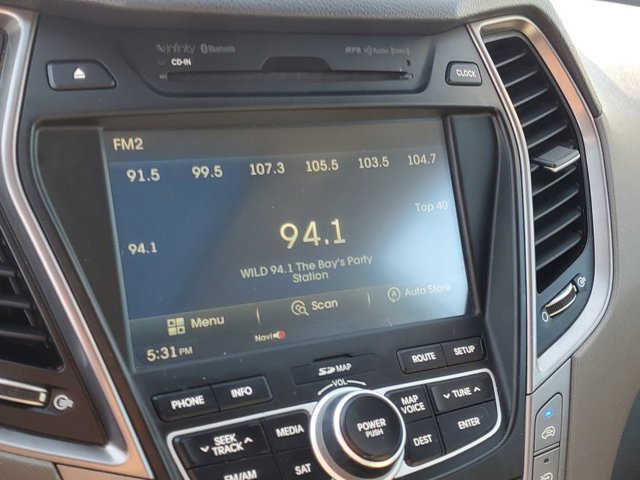 infinity Bluetooth MP3 HD Radio
CD-IN
CLOCK
FM2
91.5 99.5 107.3 105.5 103.5 104.7
Top 40
94.1 94.1
WILD 94.1 The Bay's Party
Station
Menu Scan A Auto Store
5:31 PM Navi
SD MAP
VOL
ROUTE SETUP
PHONE INFO
MAP
VOICE
TUNE
SEEK
TRACK
MEDIA
POWER
PUSH
DEST ENTER
FM/AM SAT
0